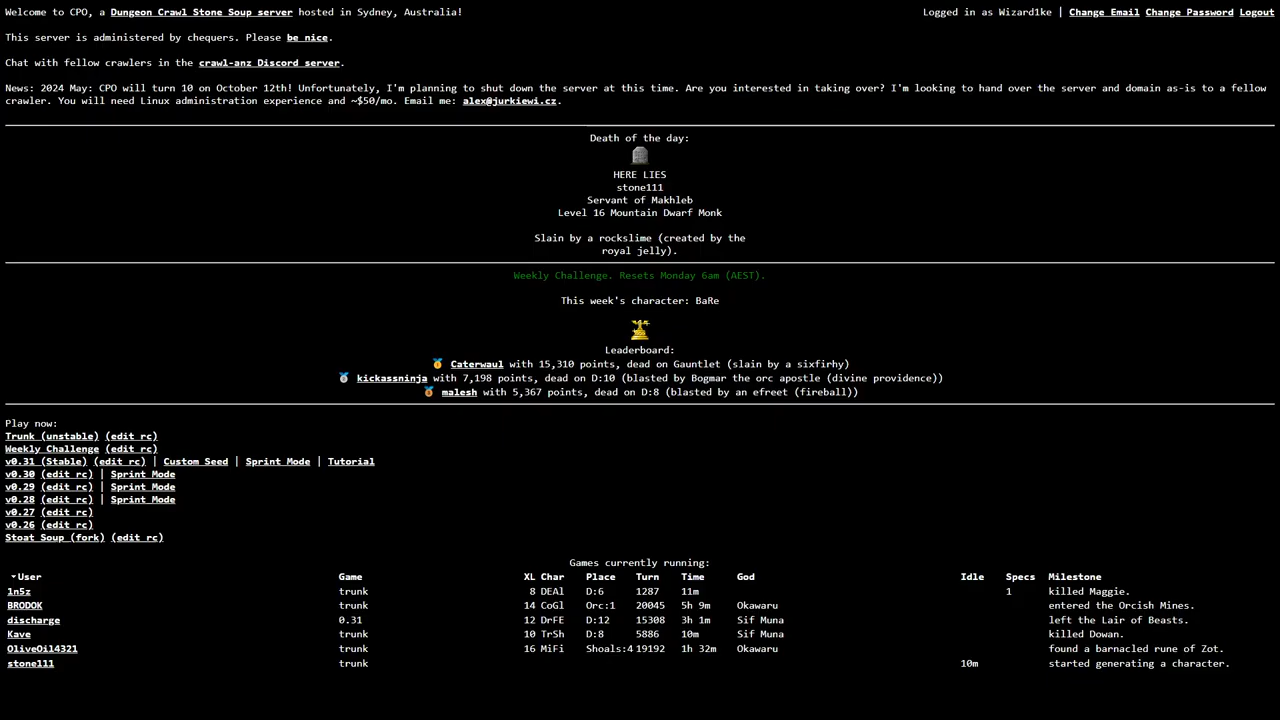 Welcome to CPO, a Dungeon Crawl Stone Soup server hosted in Sydney, Australia!
Logged in as Wizard1ke | Change Email Change Password Logout
This server is administered by chequers. Please be nice.
Chat with fellow crawlers in the crawl-anz Discord server.
News: 2024 May: CPO will turn 10 on October 12th! Unfortunately, I'm planning to shut down the server at this time. Are you interested in taking over? I'm looking to hand over the server and domain as-is to a fellow
crawler. You will need Linux administration experience and ~$50/mo. Email me: alex@jurkiewi.cz.
Death of the day:
HERE LIES
stone111
Servant of Makhleb
Level 16 Mountain Dwarf Monk
Slain by a rockslime (created by the
royal jelly).
Weekly Challenge. Resets Monday 6am (AEST).
This week's character: BaRe
Leaderboard:
Caterwaul with 15,310 points, dead on Gauntlet (slain by a sixfirhy)
kickassninja with 7,198 points, dead on D:10 (blasted by Bogmar the orc apostle (divine providence))
malesh with 5,367 points, dead on D:8 (blasted by an efreet (fireball))
Play now:
Trunk (unstable) (edit rc)
Weekly Challenge (edit rc)
v0.31 (Stable) (edit rc) | Custom Seed | Sprint Mode | Tutorial
v0.30 (edit rc) | Sprint Mode
v0.29 (edit rc) | Sprint Mode
v0.28 (edit rc) | Sprint Mode
v0.27 (edit rc)
v0.26 (edit rc)
Stoat Soup (fork) (edit rc)
Games currently running:
User Game XL Char Place Turn Time God Idle Specs Milestone
1n5z trunk 8 DEAl D:6 1287 11m 1 killed Maggie.
BRODOK trunk 14 CoGl Orc:1 20045 5h 9m Okawaru entered the Orcish Mines.
discharge 0.31 12 DrFE D:12 15308 3h 1m Sif Muna left the Lair of Beasts.
Kave trunk 10 TrSh D:8 5886 10m Sif Muna killed Dowan.
OliveOil4321 trunk 16 MiFi Shoals:4 19192 1h 32m Okawaru found a barnacled rune of Zot.
stone111 trunk 10m started generating a character.